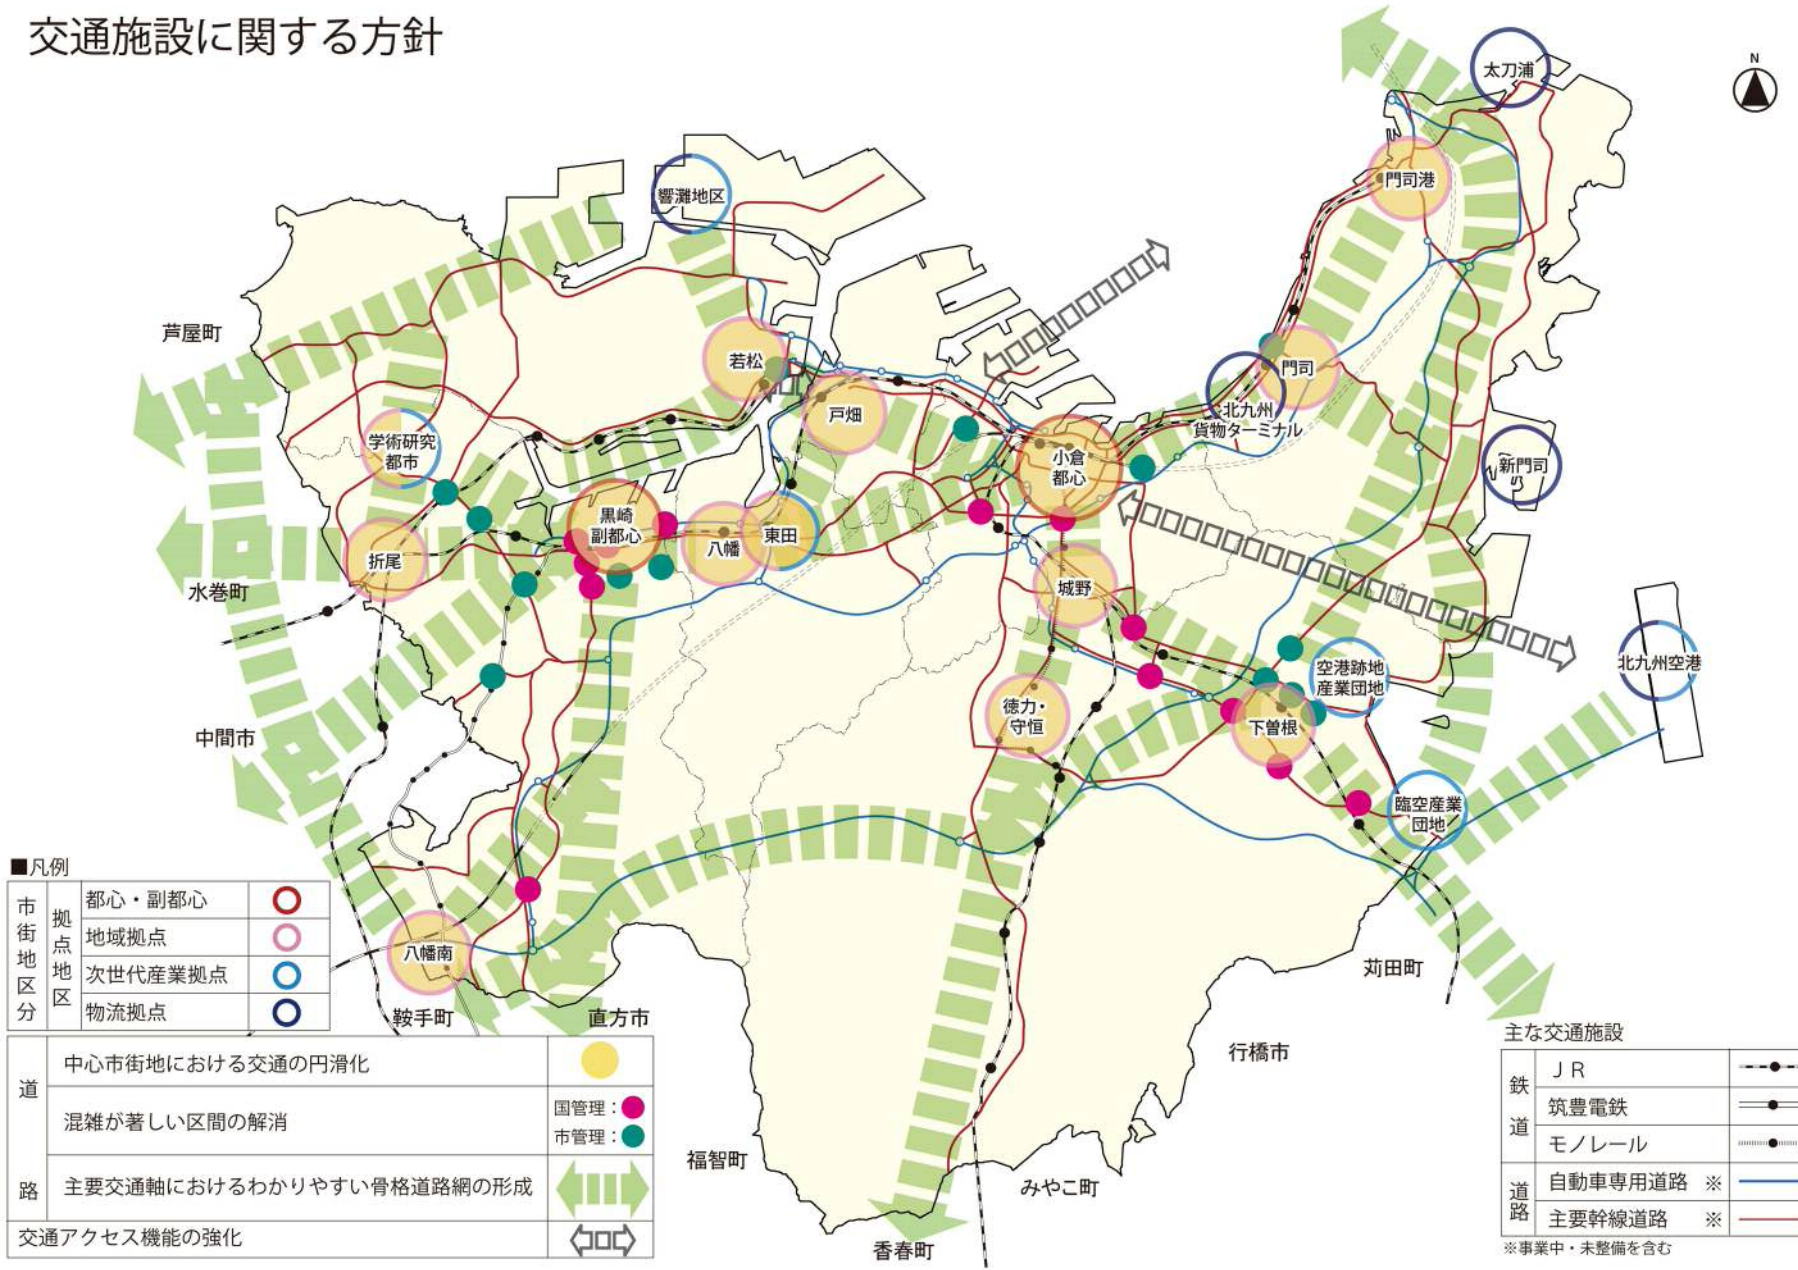 交通施設に関する方針
N
太刀浦
響灘地区
門司港
芦屋町
若松
門司
戸畑
北九州
貨物ターミナル
学術研究
都市
小倉
都心
新門司
黒崎
副都心
八幡
東田
折尾
城野
水巻町
空港跡地
産業団地
北九州空港
徳力・
守恒
下曽根
中間市
臨空産業
団地
八幡南
苅田町
鞍手町
直方市
行橋市
福智町
みやこ町
香春町
■凡例
市街地区分
拠点地区
都心・副都心
地域拠点
次世代産業拠点
物流拠点
道路
中心市街地における交通の円滑化
混雑が著しい区間の解消
国管理：
市管理：
主要交通軸におけるわかりやすい骨格道路網の形成
交通アクセス機能の強化
主な交通施設
鉄道
ＪＲ
筑豊電鉄
モノレール
道路
自動車専用道路 ※
主要幹線道路 ※
※事業中・未整備を含む